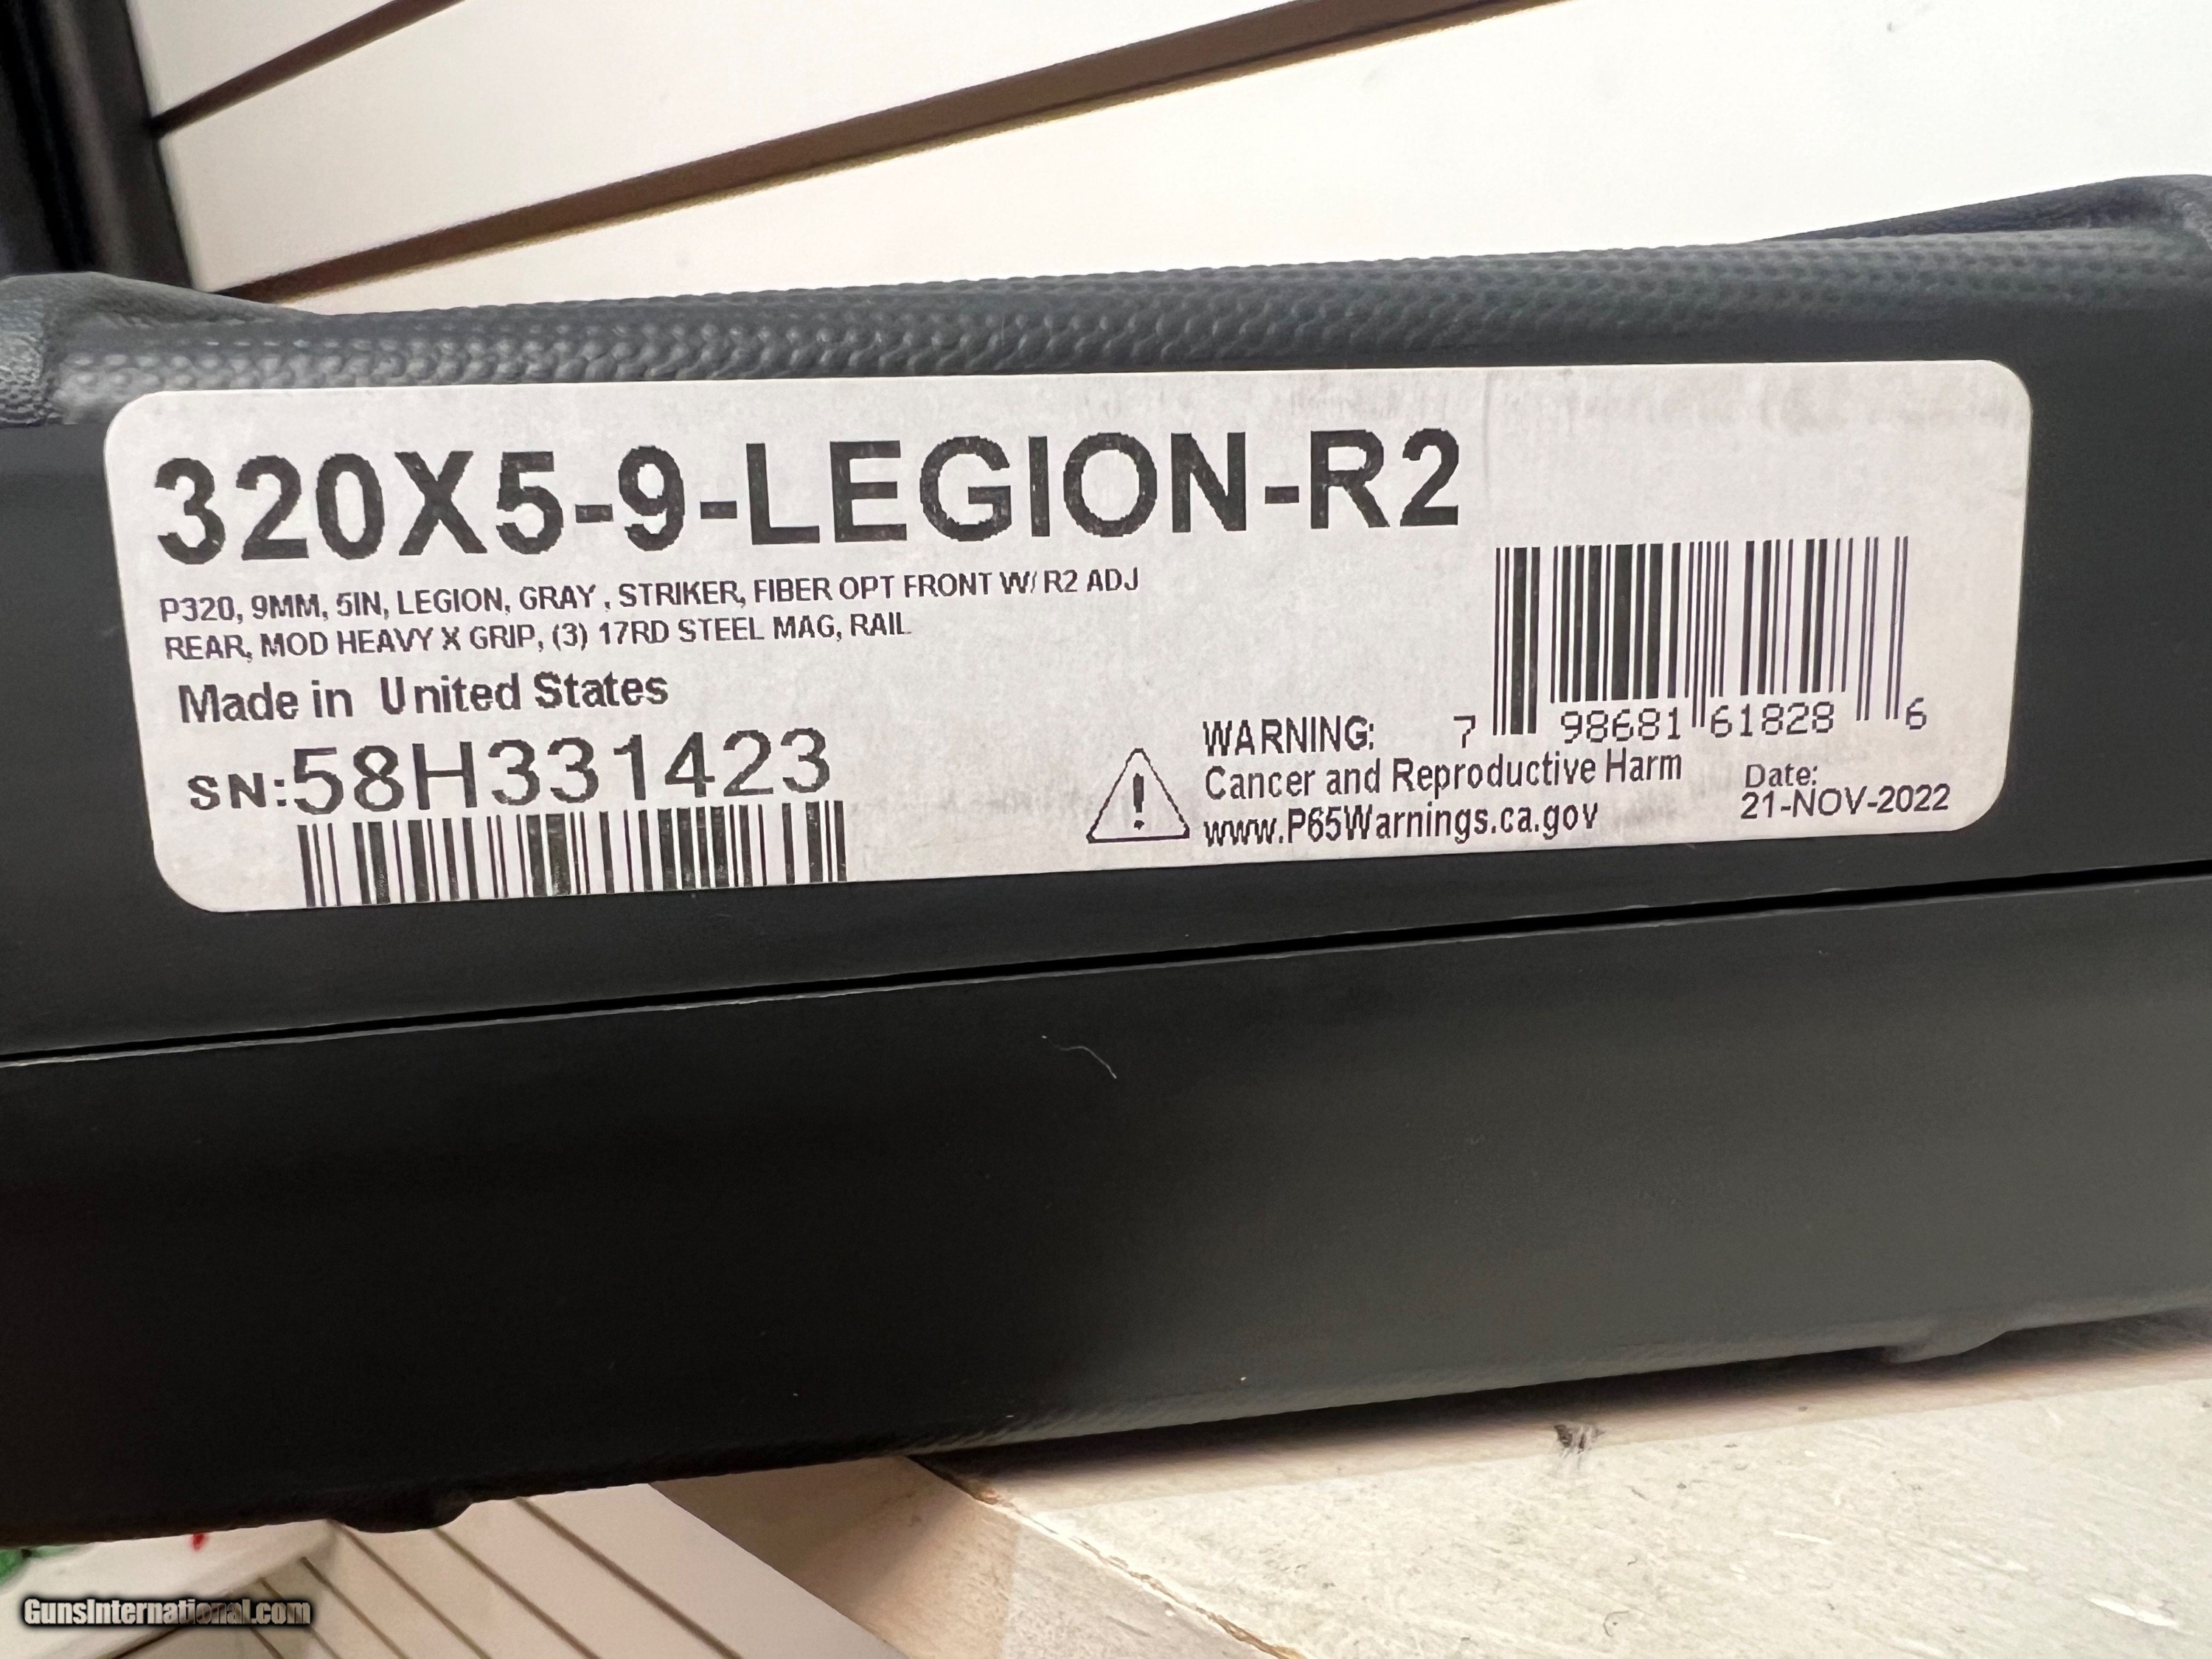 320X5-9-LEGION-R2
P320, 9MM, 5IN, LEGION, GRAY , STRIKER, FIBER OPT FRONT W/ R2 ADJ
REAR, MOD HEAVY X GRIP, (3) 17RD STEEL MAG, RAIL
Made in United States
SN:58H331423
WARNING:
Cancer and Reproductive Harm
www.P65Warnings.ca.gov
7 98681 61828 6
Date:
21-NOV-2022
GunsInternational.com